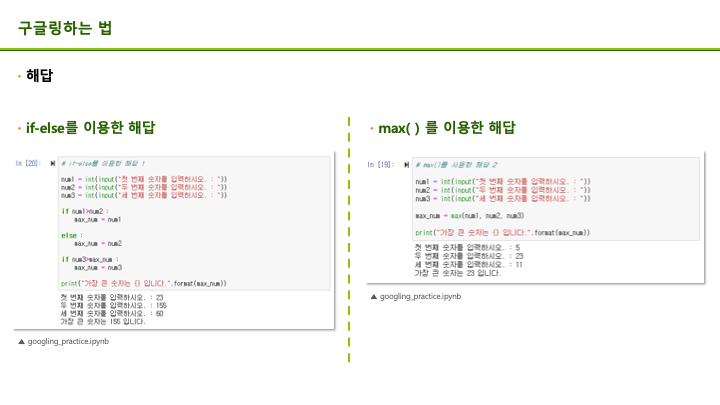 구글링하는 법
• 해답
• if-else를 이용한 해답
In [20]:
# if-else를 이용한 해답 1
num1 = int(input("첫 번째 숫자를 입력하시오. : "))
num2 = int(input("두 번째 숫자를 입력하시오. : "))
num3 = int(input("세 번째 숫자를 입력하시오. : "))
if num1>num2 :
max_num = num1
else :
max_num = num2
if num3>max_num :
max_num = num3
print("가장 큰 숫자는 {} 입니다.".format(max_num))
첫 번째 숫자를 입력하시오. : 23
두 번째 숫자를 입력하시오. : 155
세 번째 숫자를 입력하시오. : 60
가장 큰 숫자는 155 입니다.
▲ googling_practice.ipynb
• max( ) 를 이용한 해답
In [19]:
# max()를 사용한 해답 2
num1 = int(input("첫 번째 숫자를 입력하시오. : "))
num2 = int(input("두 번째 숫자를 입력하시오. : "))
num3 = int(input("세 번째 숫자를 입력하시오. : "))
max_num = max(num1, num2, num3)
print("가장 큰 숫자는 {} 입니다.".format(max_num))
첫 번째 숫자를 입력하시오. : 5
두 번째 숫자를 입력하시오. : 23
세 번째 숫자를 입력하시오. : 11
가장 큰 숫자는 23 입니다.
▲ googling_practice.ipynb